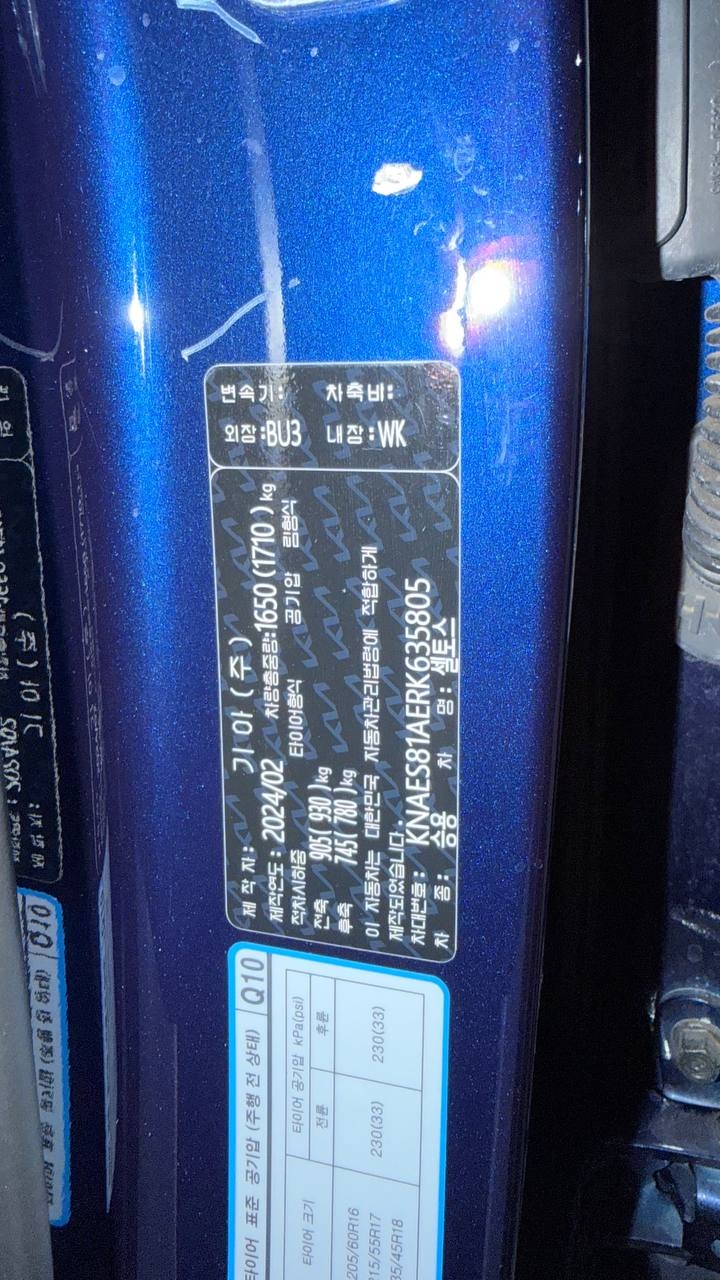 제 작 자 : 기 아 ( 주 )
제작연도 : 2024/02 차량총중량:1650 (1710) kg
적차시하중 타이어형식 공기압 림형식
전축 905 ( 930 )kg
후축 745 ( 780 )kg
이 자동차는 대한민국 자동차관리법령에 적합하게
제작되었습니다.
차대번호 : KNAES81AERK635805
차 종 : 승용 차 명 : 셀토스
변속기: 차축비:
외장:BU3 내장:WK
타이어 표준 공기압 (주행 전 상태) Q10
타이어 크기 타이어 공기압 kPa(psi)
전륜 후륜
205/60R16 230(33) 230(33)
215/55R17
35/45R18